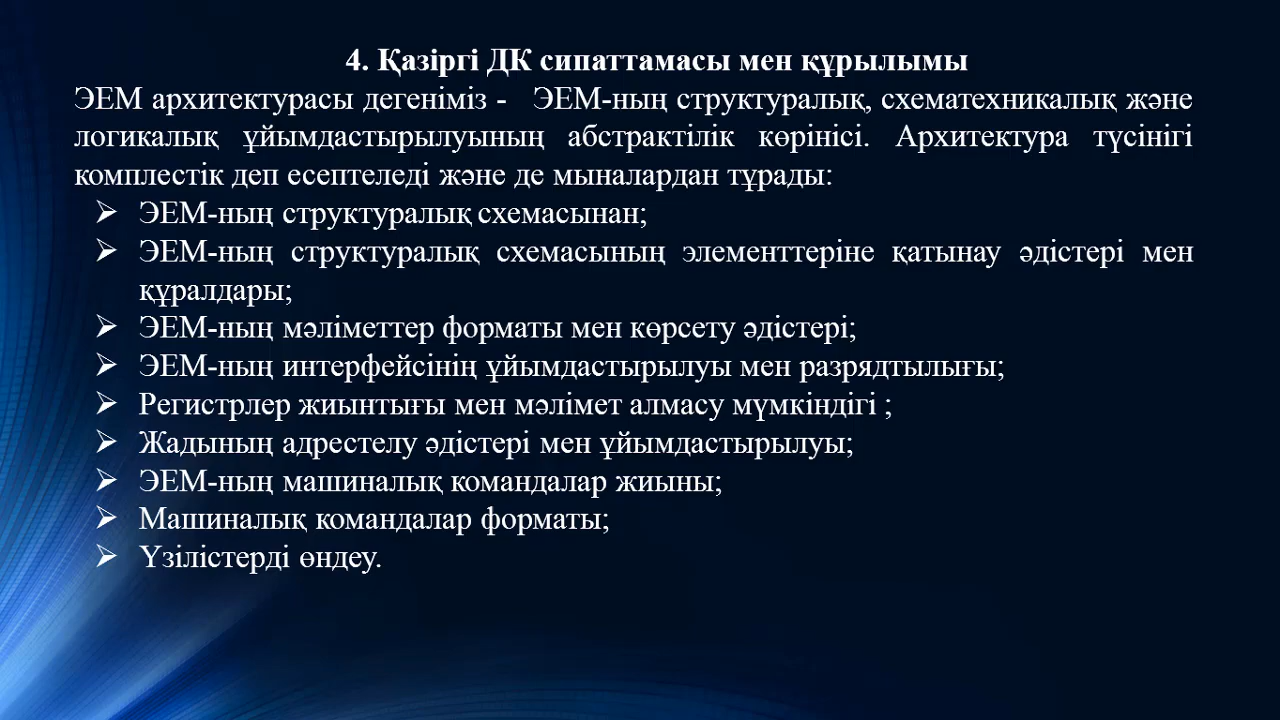 4. Қазіргі ДК сипаттамасы мен құрылымы
ЭЕМ архитектурасы дегеніміз - ЭЕМ-ның структуралық, схематехникалық және
логикалық ұйымдастырылуының абстрактілік көрінісі. Архитектура түсінігі
комплестік деп есептеледі және де мыналардан тұрады:
➢ ЭЕМ-ның структуралық схемасынан;
➢ ЭЕМ-ның структуралық схемасының элементтеріне қатынау әдістері мен
құралдары;
➢ ЭЕМ-ның мәліметтер форматы мен көрсету әдістері;
➢ ЭЕМ-ның интерфейсінің ұйымдастырылуы мен разрядтылығы;
➢ Регистрлер жиынтығы мен мәлімет алмасу мүмкіндігі ;
➢ Жадының адрестелу әдістері мен ұйымдастырылуы;
➢ ЭЕМ-ның машиналық командалар жиыны;
➢ Машиналық командалар форматы;
➢ Үзілістерді өндеу.